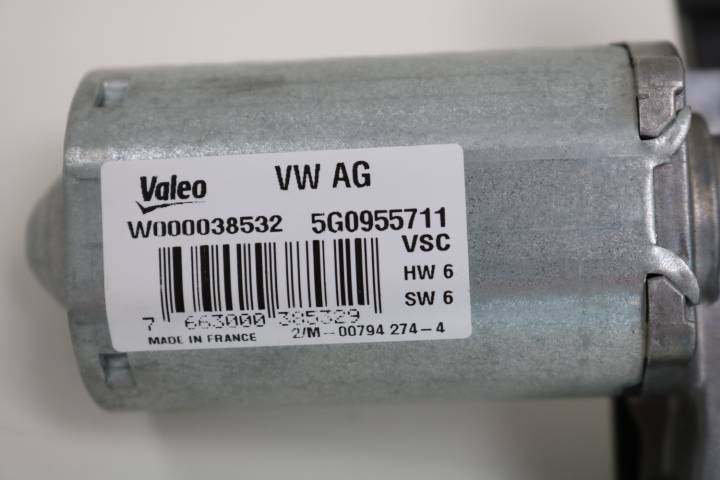 Valeo VW AG
W000038532 5G0955711
VSC
HW 6
SW 6
7 663000 385329
MADE IN FRANCE 2/M--00794 274-4